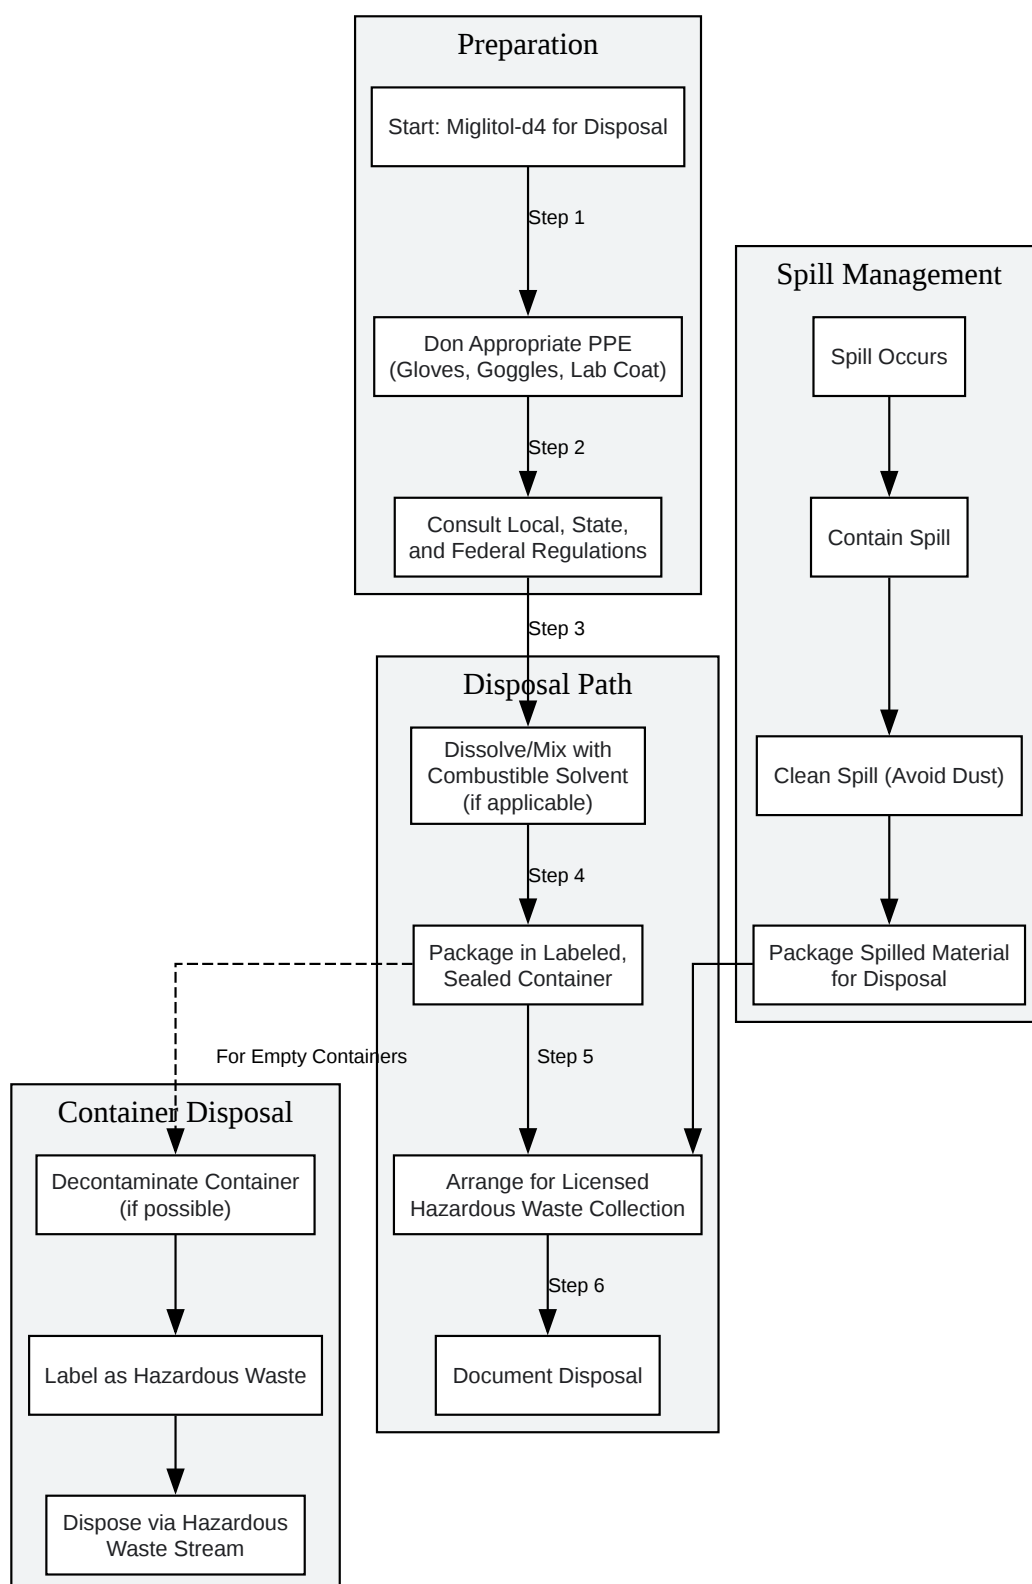 Preparation
Start: Miglitol-d4 for Disposal
Step 1
Don Appropriate PPE
(Gloves, Goggles, Lab Coat)
Step 2
Consult Local, State,
and Federal Regulations
Step 3
Disposal Path
Dissolve/Mix with
Combustible Solvent
(if applicable)
Step 4
Package in Labeled,
Sealed Container
Step 5
Arrange for Licensed
Hazardous Waste Collection
Step 6
Document Disposal
Spill Management
Spill Occurs
Contain Spill
Clean Spill (Avoid Dust)
Package Spilled Material
for Disposal
For Empty Containers
Container Disposal
Decontaminate Container
(if possible)
Label as Hazardous Waste
Dispose via Hazardous
Waste Stream